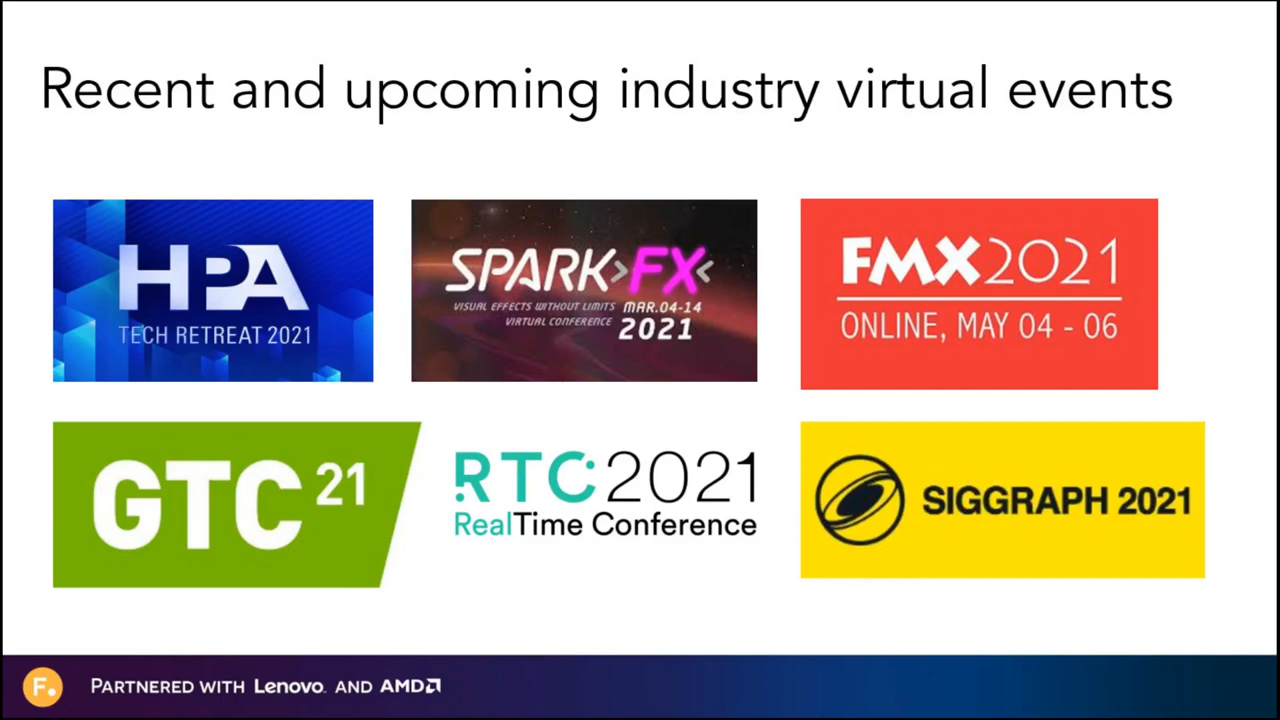 Recent and upcoming industry virtual events
HPA
TECH RETREAT 2021
SPARK>FX<
VISUAL EFFECTS WITHOUT LIMITS MAR.04-14
VIRTUAL CONFERENCE 2021
FMX2021
ONLINE, MAY 04 - 06
GTC 21
RTC:2021
RealTime Conference
SIGGRAPH 2021
F. PARTNERED WITH Lenovo. AND AMD